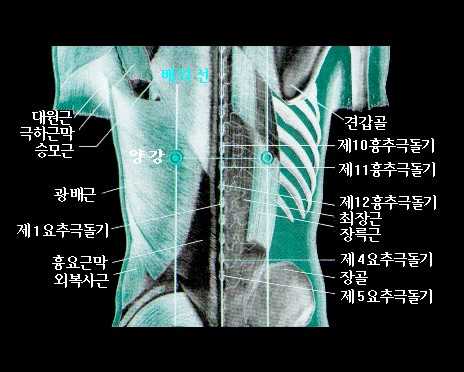 배의선
대원근
극하근막
승모근
양강
광배근
제1요추극돌기
흉요근막
외복사근
견갑골
제10흉추극돌기
제11흉추극돌기
제12흉추극돌기
최장근
장륵근
제4요추극돌기
장골
제5요추극돌기